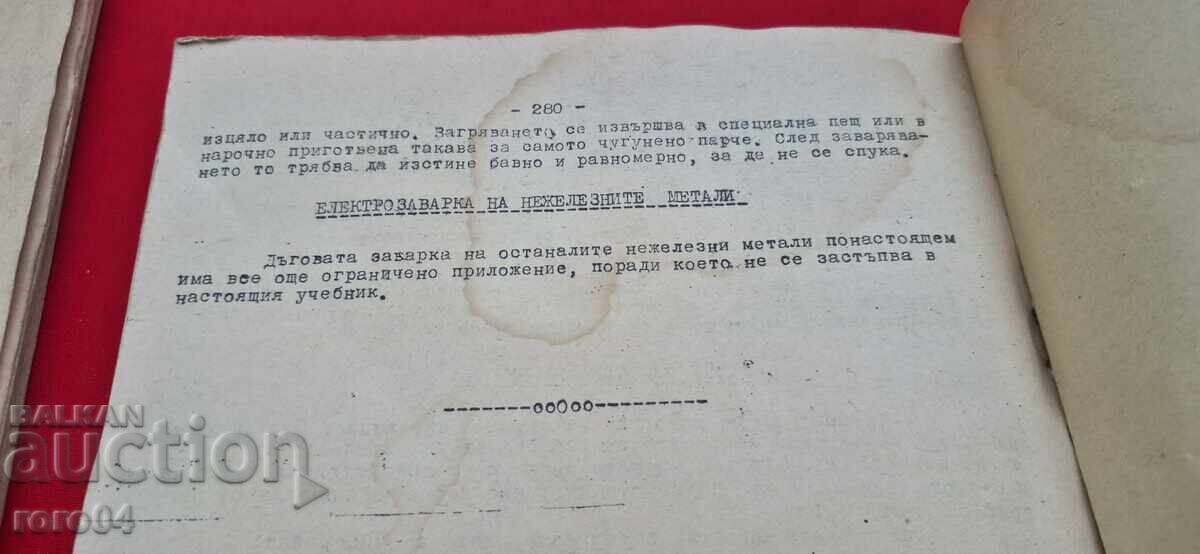 - 280 -
изцяло или частично. Загряването се извършва в специална пещ или в
нарочно приготвена такава за самото чугунено парче. След заварява-
нето то трябва да изстине бавно и равномерно, за да не се спука.
ЕЛЕКТРОЗАВАРКА НА НЕЖЕЛЕЗНИТЕ МЕТАЛИ
Дъговата заварка на останалите нежелезни метали понастоящем
има все още ограничено приложение, поради което не се застъпва в
настоящия учебник.
-------ооооо---------
BALKAN
auction
roro04